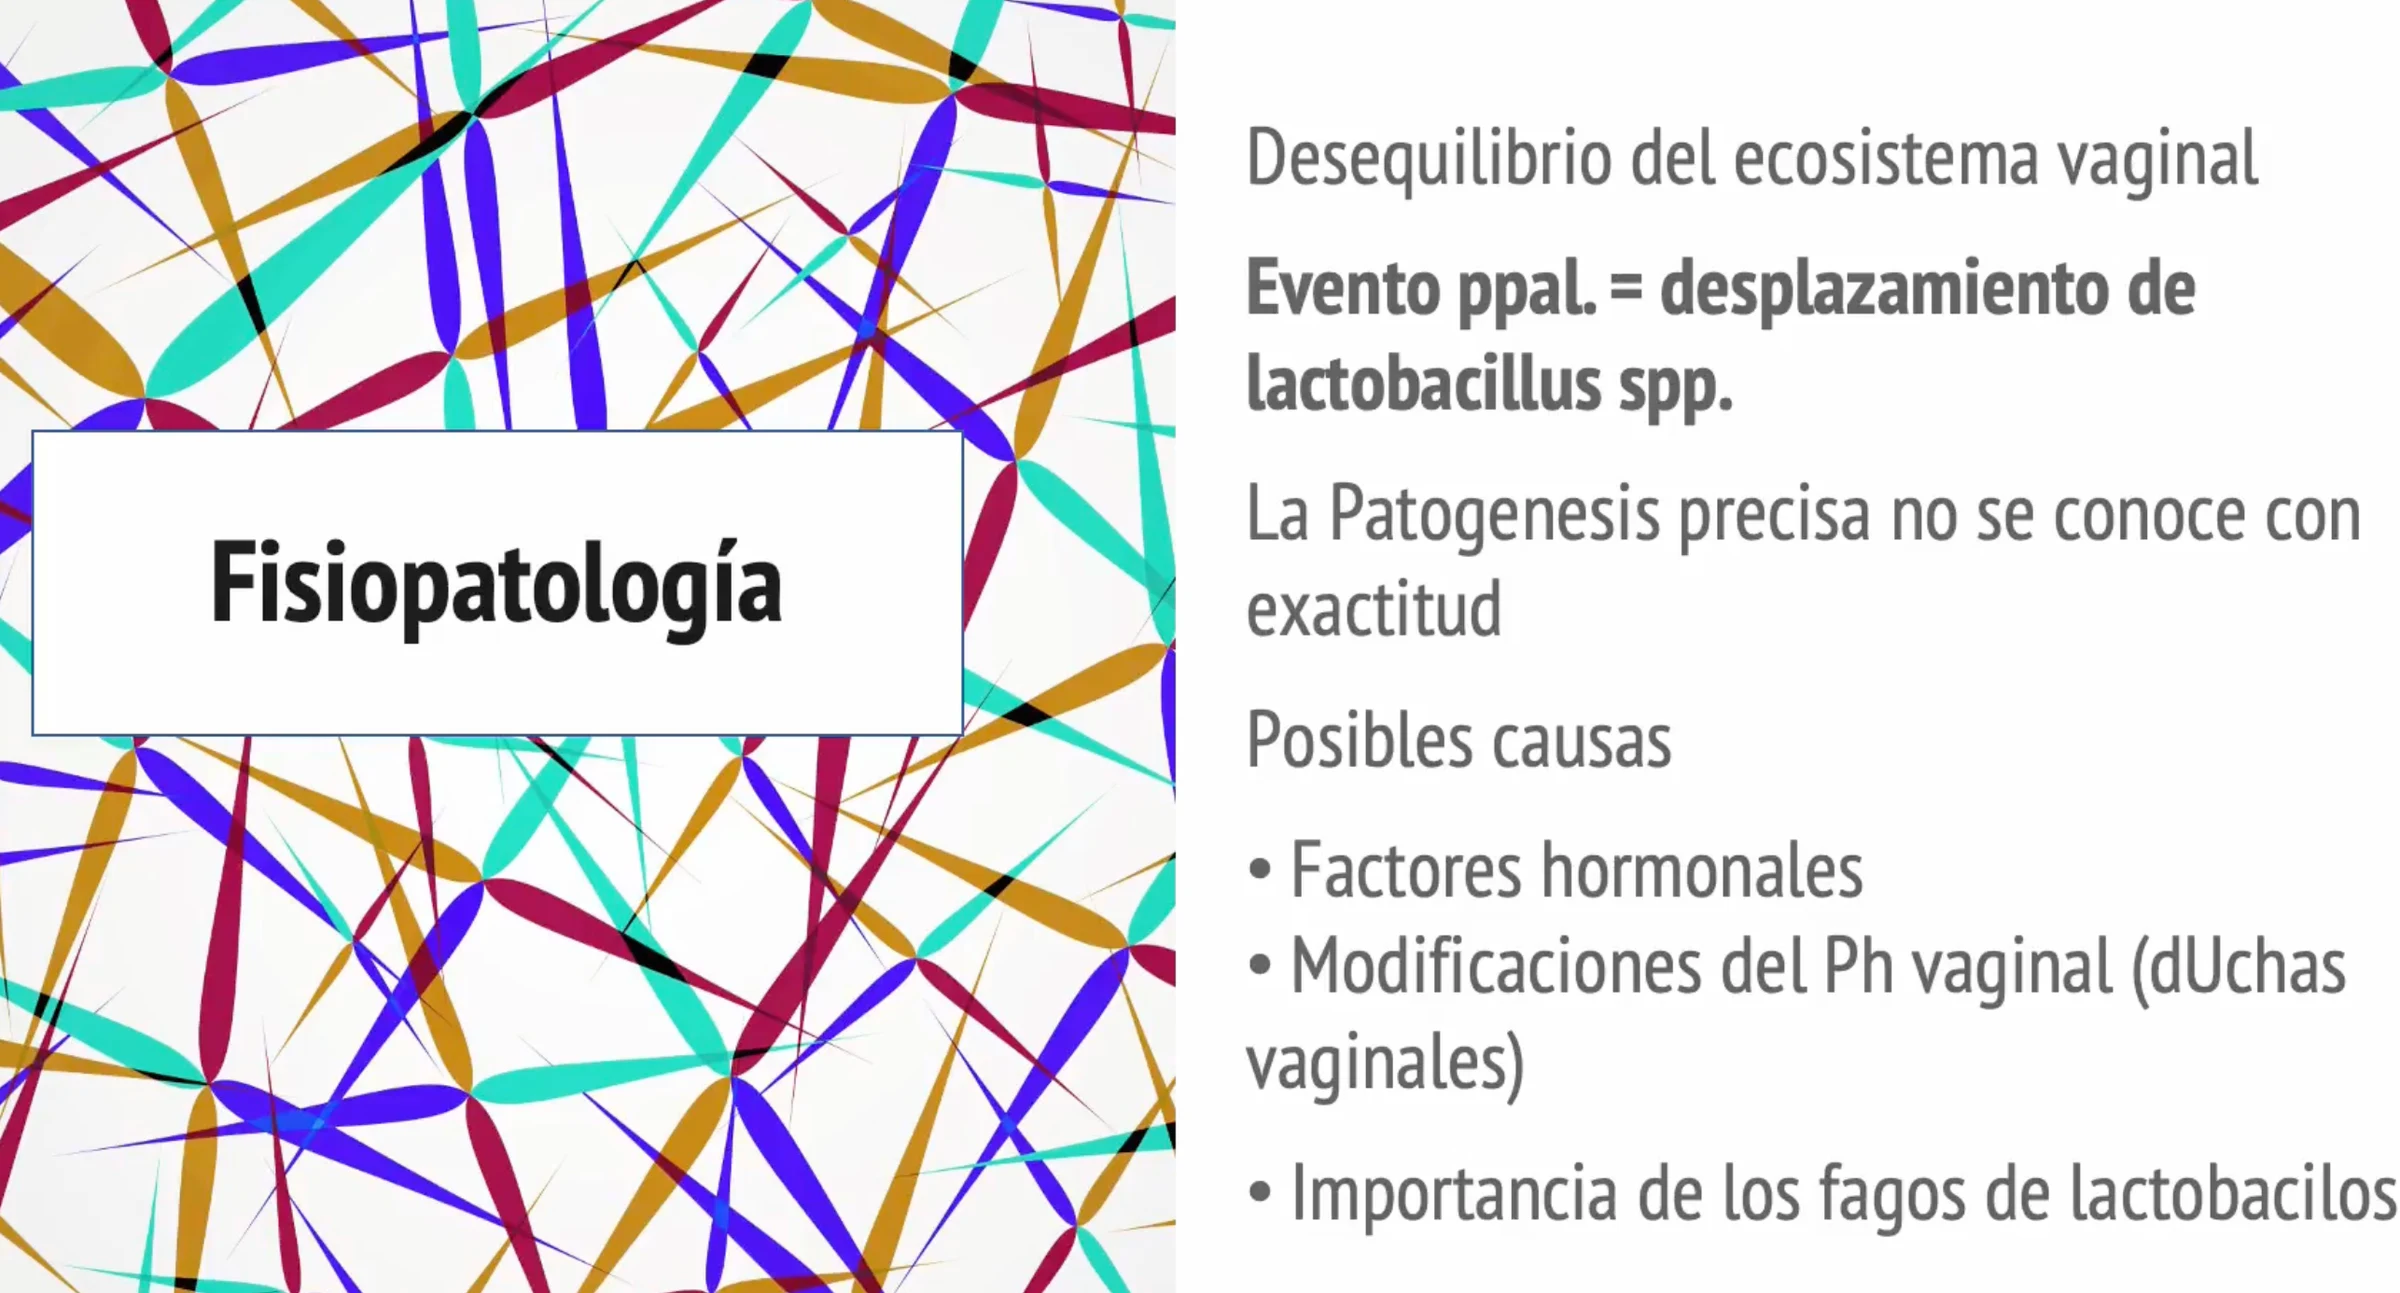 Fisiopatología
Desequilibrio del ecosistema vaginal
Evento ppal. = desplazamiento de
lactobacillus spp.
La Patogenesis precisa no se conoce con
exactitud
Posibles causas
• Factores hormonales
• Modificaciones del Ph vaginal (dUchas
vaginales)
• Importancia de los fagos de lactobacilos